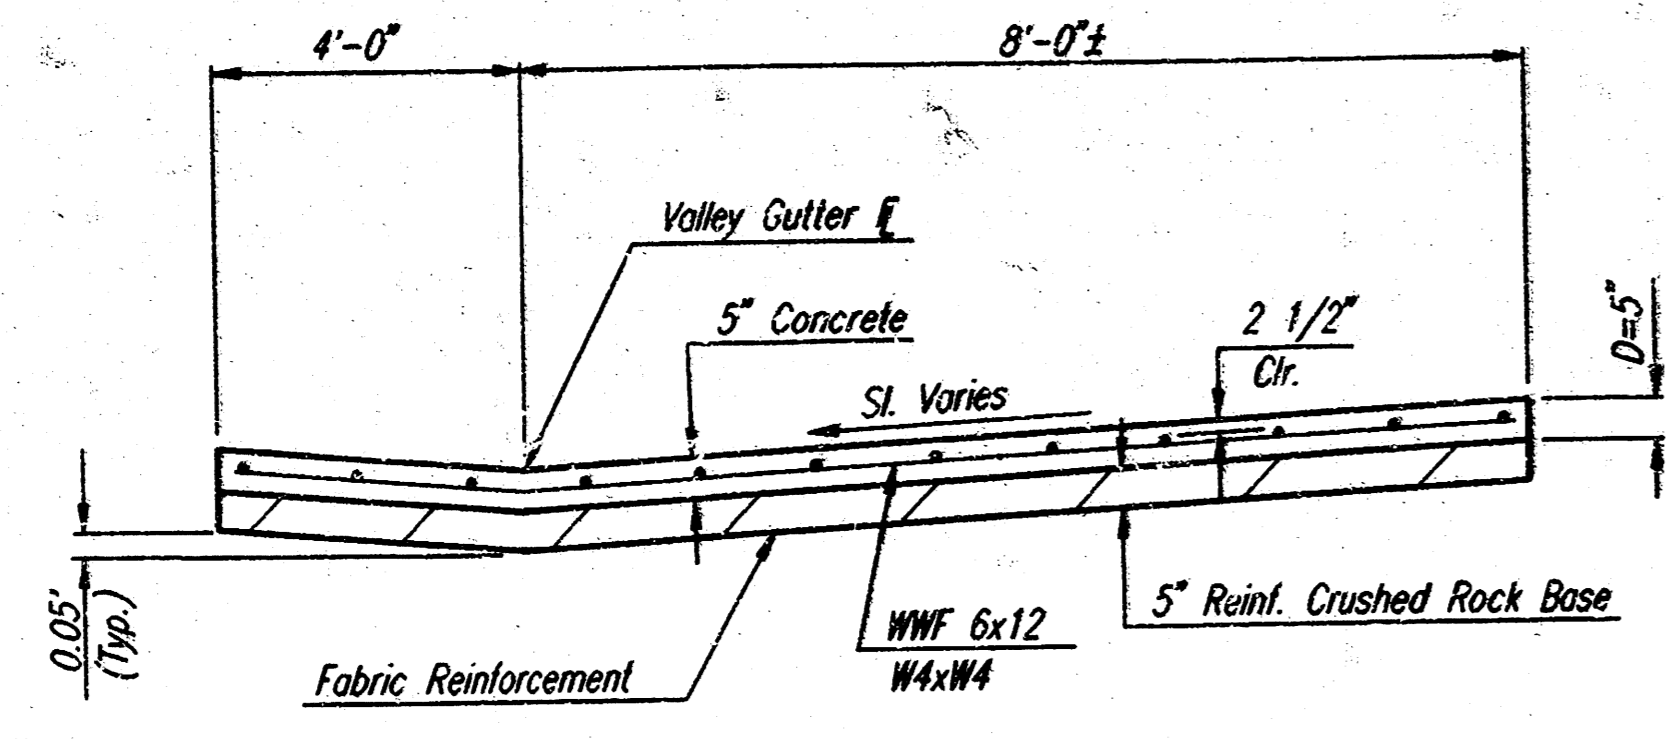 4'-0"
8'-0"±
Valley Gutter ℄
5" Concrete
2 1/2"
Clr.
D=5"
Sl. Varies
0.05'
(Typ.)
5" Reinf. Crushed Rock Base
WWF 6x12
W4xW4
Fabric Reinforcement